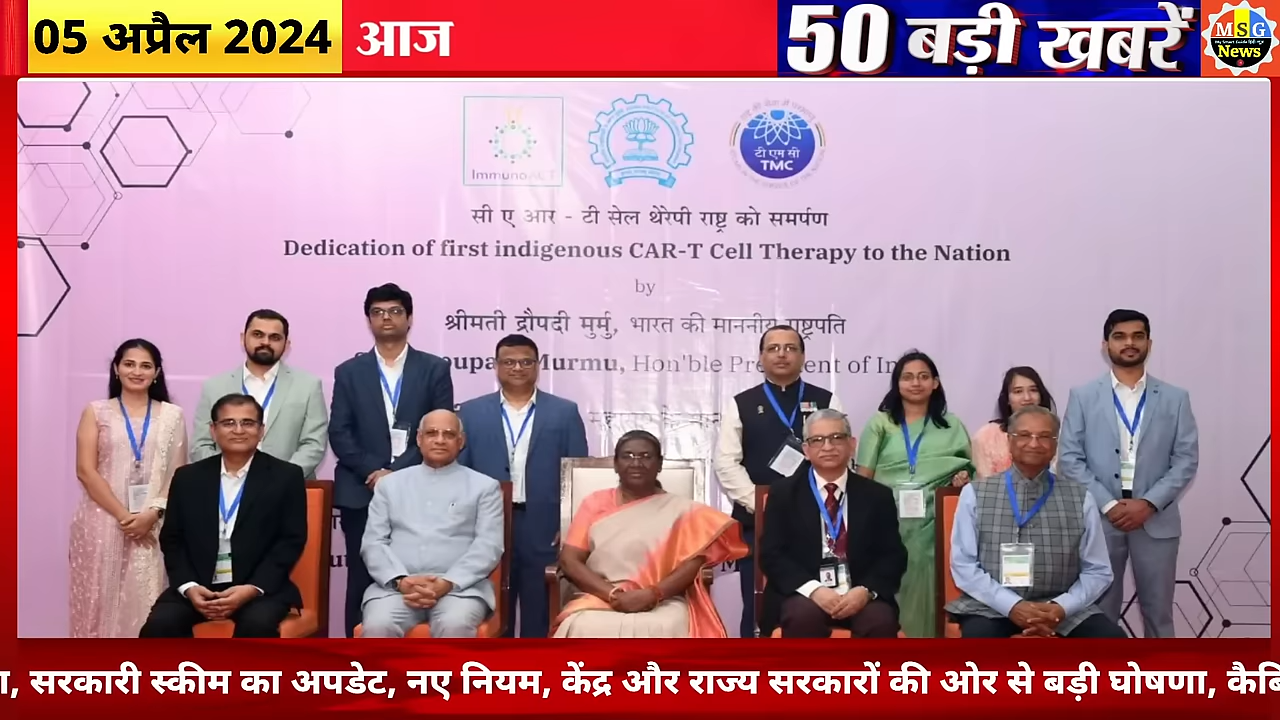 05 अप्रैल 2024
आज
50 बड़ी ख़बरें
MSG
News
ImmunoACT
टी एम सी
TMC
सी ए आर - टी सेल थेरेपी राष्ट्र को समर्पण
Dedication of first indigenous CAR-T Cell Therapy to the Nation
by
श्रीमती द्रौपदी मुर्मु, भारत की माननीय राष्ट्रपति
Murmu, Hon'ble President of In
ा, सरकारी स्कीम का अपडेट, नए नियम, केंद्र और राज्य सरकारों की ओर से बड़ी घोषणा, कैबि